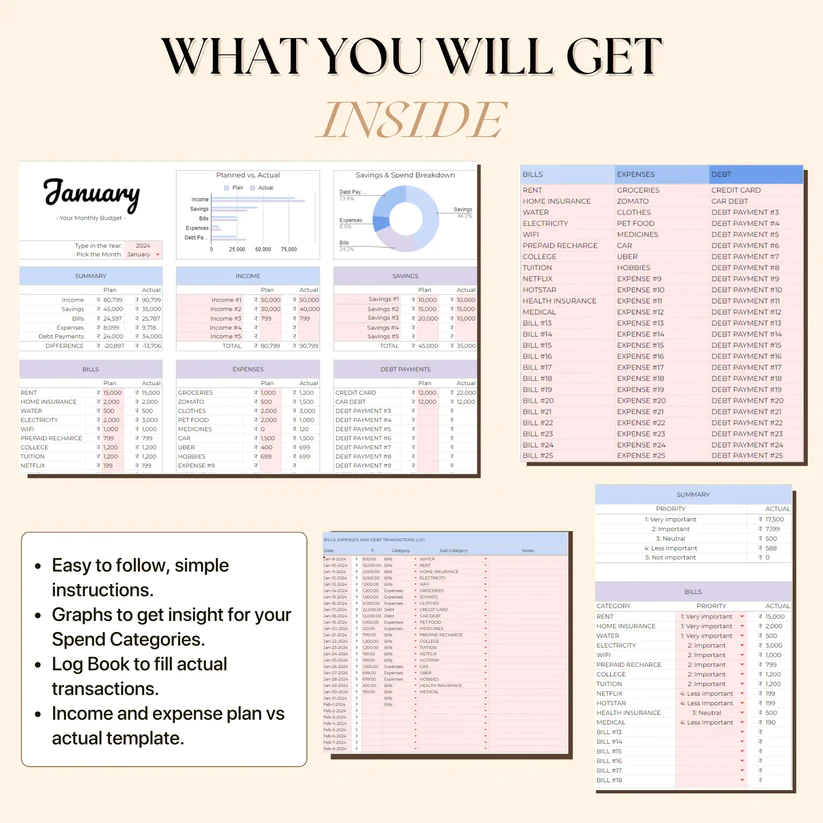 WHAT YOU WILL GET
INSIDE
January
- Your Monthly Budget -
Type in the Year: 2024
Pick the Month: January
Planned vs. Actual
Plan Actual
Income
Savings
Bills
Expenses
Debt Pa...
0 25,000 50,000 75,000
Savings & Spend Breakdown
Debt Pay...
23.6%
Savings
44.2%
Expenses
Bills
24.2%
SUMMARY
Plan Actual
Income ₹ 80,799 ₹ 90,799
Savings ₹ 45,000 ₹ 35,000
Bills ₹ 24,597 ₹ 25,787
Expenses ₹ 8,099 ₹ 9,718
Debt Payments ₹ 24,000 ₹ 34,000
DIFFERENCE ₹ -20,897 ₹ -13,706
INCOME
Plan Actual
Income #1 ₹ 50,000 ₹ 50,000
Income #2 ₹ 30,000 ₹ 40,000
Income #3 ₹ 799 ₹ 799
Income #4 ₹ ₹
Income #5 ₹ ₹
TOTAL ₹ 80,799 ₹ 90,799
SAVINGS
Plan Actual
Savings #1 ₹ 10,000 ₹ 10,000
Savings #2 ₹ 15,000 ₹ 15,000
Savings #3 ₹ 20,000 ₹ 10,000
Savings #4 ₹ ₹
Savings #5 ₹ ₹
TOTAL ₹ 45,000 ₹ 35,000
BILLS
Plan Actual
RENT ₹ 15,000 ₹ 15,000
HOME INSURANCE ₹ 2,000 ₹ 2,000
WATER ₹ 500 ₹ 500
ELECTRICITY ₹ 2,000 ₹ 3,000
WIFI ₹ 1,000 ₹ 1,000
PREPAID RECHARGE ₹ 799 ₹ 799
COLLEGE ₹ 1,200 ₹ 1,200
TUITION ₹ 1,200 ₹ 1,200
NETFLIX ₹ 199 ₹ 199
EXPENSES
Plan Actual
GROCERIES ₹ 1,000 ₹ 1,200
ZOMATO ₹ 500 ₹ 1,500
CLOTHES ₹ 2,000 ₹ 3,000
PET FOOD ₹ 2,000 ₹ 1,000
MEDICINES ₹ 0 ₹ 120
CAR ₹ 1,500 ₹ 1,500
UBER ₹ 400 ₹ 699
HOBBIES ₹ 699 ₹ 699
EXPENSE #9 ₹ ₹
DEBT PAYMENTS
Plan Actual
CREDIT CARD ₹ 12,000 ₹ 22,000
CAR DEBT ₹ 12,000 ₹ 12,000
DEBT PAYMENT #3 ₹ ₹
DEBT PAYMENT #4 ₹ ₹
DEBT PAYMENT #5 ₹ ₹
DEBT PAYMENT #6 ₹ ₹
DEBT PAYMENT #7 ₹ ₹
DEBT PAYMENT #8 ₹ ₹
DEBT PAYMENT #9 ₹ ₹
BILLS EXPENSES DEBT
RENT GROCERIES CREDIT CARD
HOME INSURANCE ZOMATO CAR DEBT
WATER CLOTHES DEBT PAYMENT #3
ELECTRICITY PET FOOD DEBT PAYMENT #4
WIFI MEDICINES DEBT PAYMENT #5
PREPAID RECHARGE CAR DEBT PAYMENT #6
COLLEGE UBER DEBT PAYMENT #7
TUITION HOBBIES DEBT PAYMENT #8
NETFLIX EXPENSE #9 DEBT PAYMENT #9
HOTSTAR EXPENSE #10 DEBT PAYMENT #10
HEALTH INSURANCE EXPENSE #11 DEBT PAYMENT #11
MEDICAL EXPENSE #12 DEBT PAYMENT #12
BILL #13 EXPENSE #13 DEBT PAYMENT #13
BILL #14 EXPENSE #14 DEBT PAYMENT #14
BILL #15 EXPENSE #15 DEBT PAYMENT #15
BILL #16 EXPENSE #16 DEBT PAYMENT #16
BILL #17 EXPENSE #17 DEBT PAYMENT #17
BILL #18 EXPENSE #18 DEBT PAYMENT #18
BILL #19 EXPENSE #19 DEBT PAYMENT #19
BILL #20 EXPENSE #20 DEBT PAYMENT #20
BILL #21 EXPENSE #21 DEBT PAYMENT #21
BILL #22 EXPENSE #22 DEBT PAYMENT #22
BILL #23 EXPENSE #23 DEBT PAYMENT #23
BILL #24 EXPENSE #24 DEBT PAYMENT #24
BILL #25 EXPENSE #25 DEBT PAYMENT #25
• Easy to follow, simple
instructions.
• Graphs to get insight for your
Spend Categories.
• Log Book to fill actual
transactions.
• Income and expense plan vs
actual template.
BILLS, EXPENSES AND DEBT TRANSACTIONS LOG
Date ₹ Category Sub-Category Notes
Jan-9-2024 ₹ 500.00 Bills WATER
Jan-10-2024 ₹ 15,000.00 Bills RENT
Jan-11-2024 ₹ 2,000.00 Bills HOME INSURANCE
Jan-12-2024 ₹ 3,000.00 Bills ELECTRICITY
Jan-13-2024 ₹ 1,000.00 Bills WIFI
Jan-14-2024 ₹ 1,200.00 Expenses GROCERIES
Jan-15-2024 ₹ Expenses ZOMATO
Jan-16-2024 ₹ 3,000.00 Expenses CLOTHES
Jan-17-2024 ₹ 22,000.00 Debt CREDIT CARD
Jan-18-2024 ₹ 12,000.00 Debt CAR DEBT
Jan-19-2024 ₹ 1,000.00 Expenses PET FOOD
Jan-20-2024 ₹ 120.00 Expenses MEDICINES
Jan-21-2024 ₹ 799.00 Bills PREPAID RECHARGE
Jan-22-2024 ₹ 1,200.00 Bills COLLEGE
Jan-23-2024 ₹ 1,200.00 Bills TUITION
Jan-24-2024 ₹ 199.00 Bills NETFLIX
Jan-25-2024 ₹ 199.00 Bills HOTSTAR
Jan-26-2024 ₹ Expenses CAR
Jan-27-2024 ₹ 699.00 Expenses UBER
Jan-28-2024 ₹ 699.00 Expenses HOBBIES
Jan-29-2024 ₹ 500.00 Bills HEALTH INSURANCE
Jan-30-2024 ₹ 190.00 Bills MEDICAL
Jan-31-2024 ₹ Bills
Feb-1-2024 ₹ Bills
Feb-2-2024 ₹
Feb-3-2024 ₹
Feb-4-2024 ₹
Feb-5-2024 ₹
Feb-6-2024 ₹
Feb-7-2024 ₹
Feb-8-2024 ₹
SUMMARY
PRIORITY ACTUAL
1: Very important ₹ 17,500
2: Important ₹ 7,199
3: Neutral ₹ 500
4: Less important ₹ 588
5: Not important ₹ 0
BILLS
CATEGORY PRIORITY ACTUAL
RENT 1: Very important ₹ 15,000
HOME INSURANCE 1: Very important ₹ 2,000
WATER 1: Very important ₹ 500
ELECTRICITY 2: Important ₹ 3,000
WIFI 2: Important ₹ 1,000
PREPAID RECHARGE 2: Important ₹ 799
COLLEGE 2: Important ₹ 1,200
TUITION 2: Important ₹ 1,200
NETFLIX 4: Less important ₹ 199
HOTSTAR 4: Less important ₹ 199
HEALTH INSURANCE 3: Neutral ₹ 500
MEDICAL 4: Less important ₹ 190
BILL #13 ₹
BILL #14 ₹
BILL #15 ₹
BILL #16 ₹
BILL #17 ₹
BILL #18 ₹